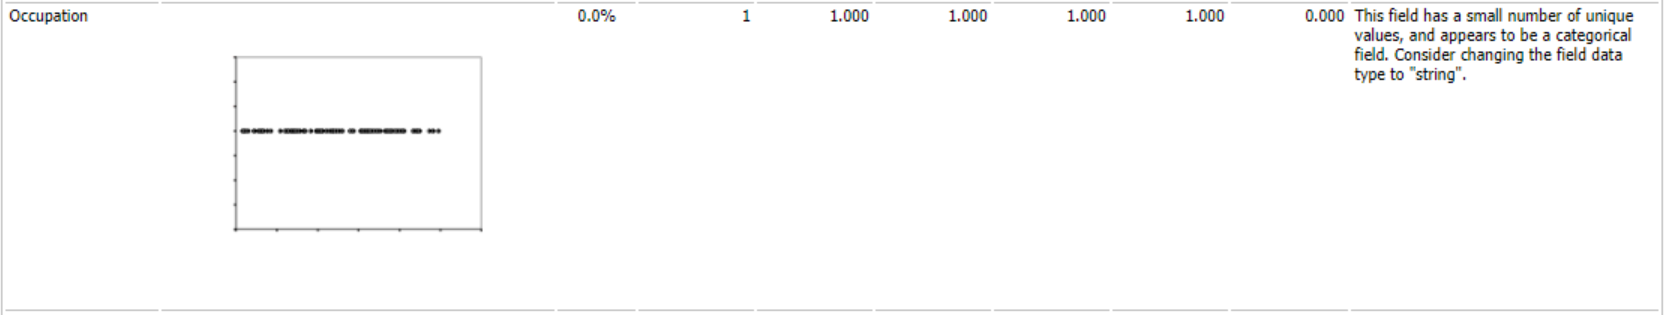 Occupation 0.0% 1 1.000 1.000 1.000 1.000 0.000 This field has a small number of unique
values, and appears to be a categorical
field. Consider changing the field data
type to "string".